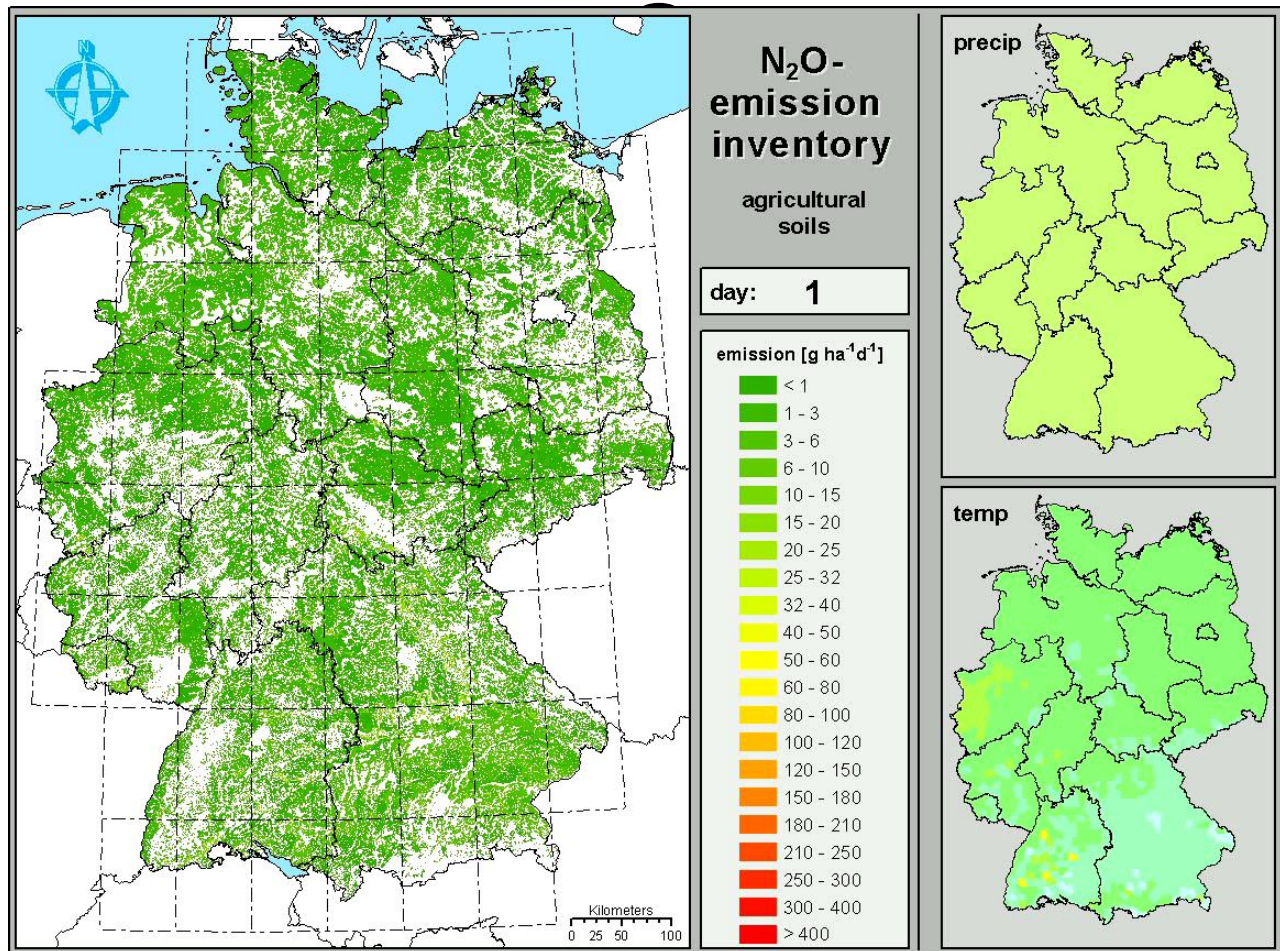 N
N₂O-
emission
inventory
agricultural
soils
day: 1
emission [g ha⁻¹d⁻¹]
< 1
1 - 3
3 - 6
6 - 10
10 - 15
15 - 20
20 - 25
25 - 32
32 - 40
40 - 50
50 - 60
60 - 80
80 - 100
100 - 120
120 - 150
150 - 180
180 - 210
210 - 250
250 - 300
300 - 400
> 400
Kilometers
0 25 50 100
precip
temp